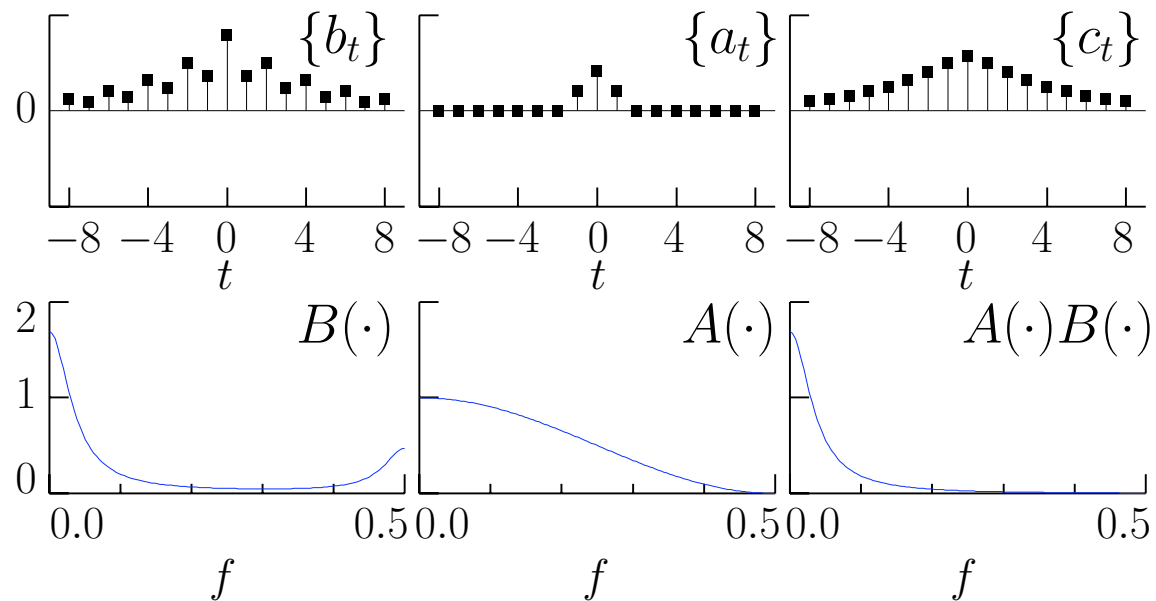 {b_t} {a_t} {c_t}
0
−8 −4 0 4 8 −8 −4 0 4 8 −8 −4 0 4 8
t t t
2 B(·) A(·) A(·)B(·)
1
0
0.0 0.5 0.0 0.5 0.0 0.5
f f f